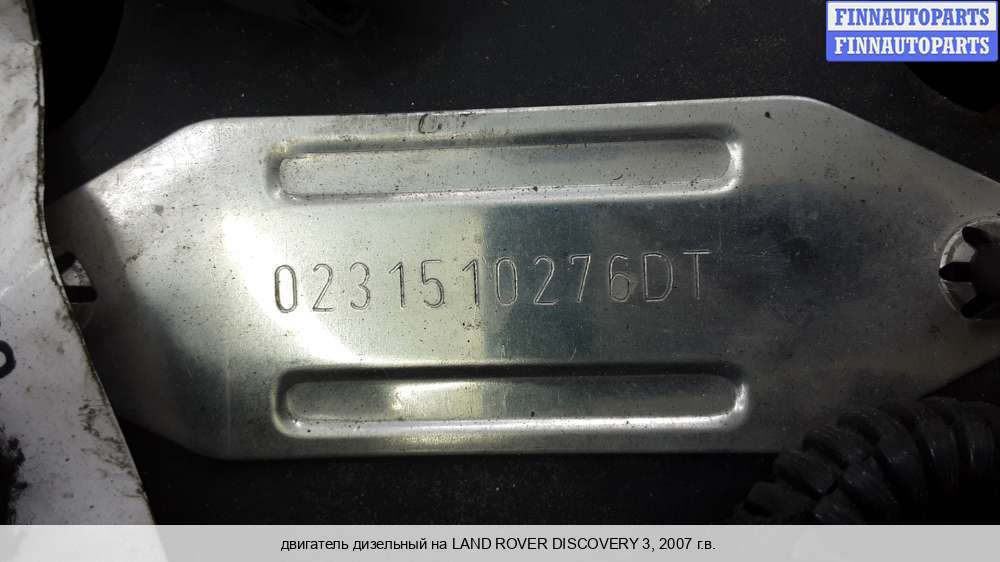 FINNAUTOPARTS
FINNAUTOPARTS
0231510276DT
двигатель дизельный на LAND ROVER DISCOVERY 3, 2007 г.в.